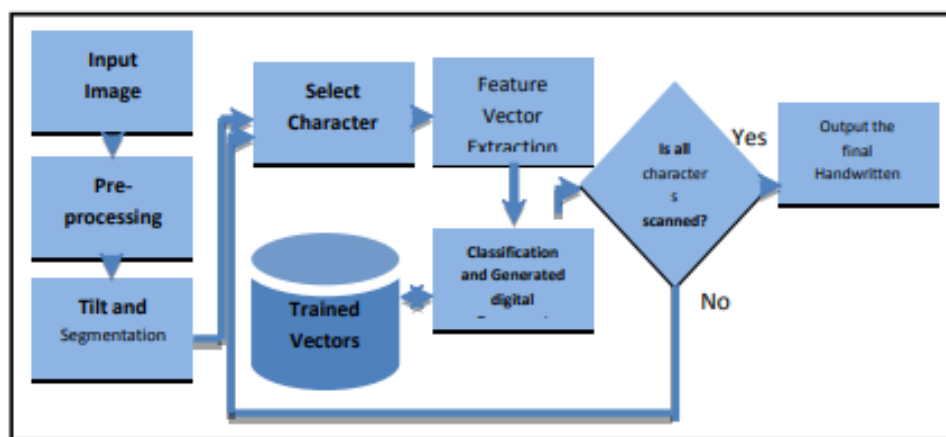 Input
Image
Pre-
processing
Tilt and
Segmentation
Select
Character
Feature
Vector
Extraction
Trained
Vectors
Classification
and Generated
digital
Is all
character
s
scanned?
Yes
No
Output the
final
Handwritten